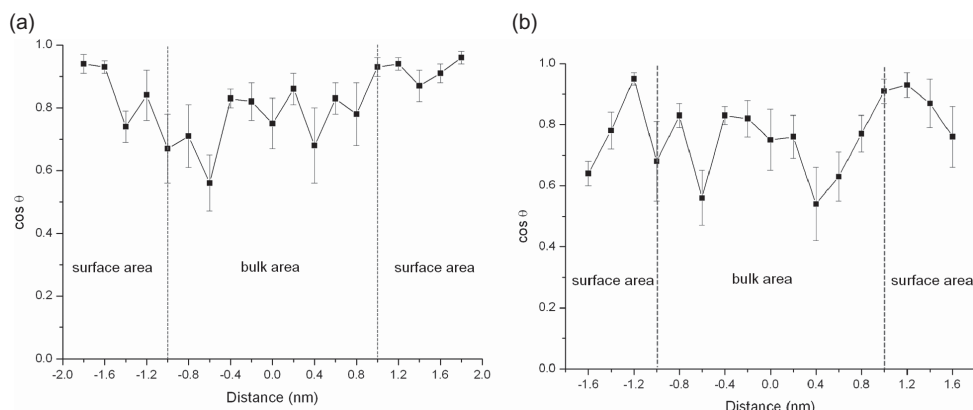 (a)
1.0
0.8
0.6
0.4
0.2
0.0
cos θ
surface area
bulk area
surface area
-2.0 -1.6 -1.2 -0.8 -0.4 0.0 0.4 0.8 1.2 1.6 2.0
Distance (nm)
(b)
1.0
0.8
0.6
0.4
0.2
0.0
cos θ
surface area
bulk area
surface area
-1.6 -1.2 -0.8 -0.4 0.0 0.4 0.8 1.2 1.6
Distance (nm)